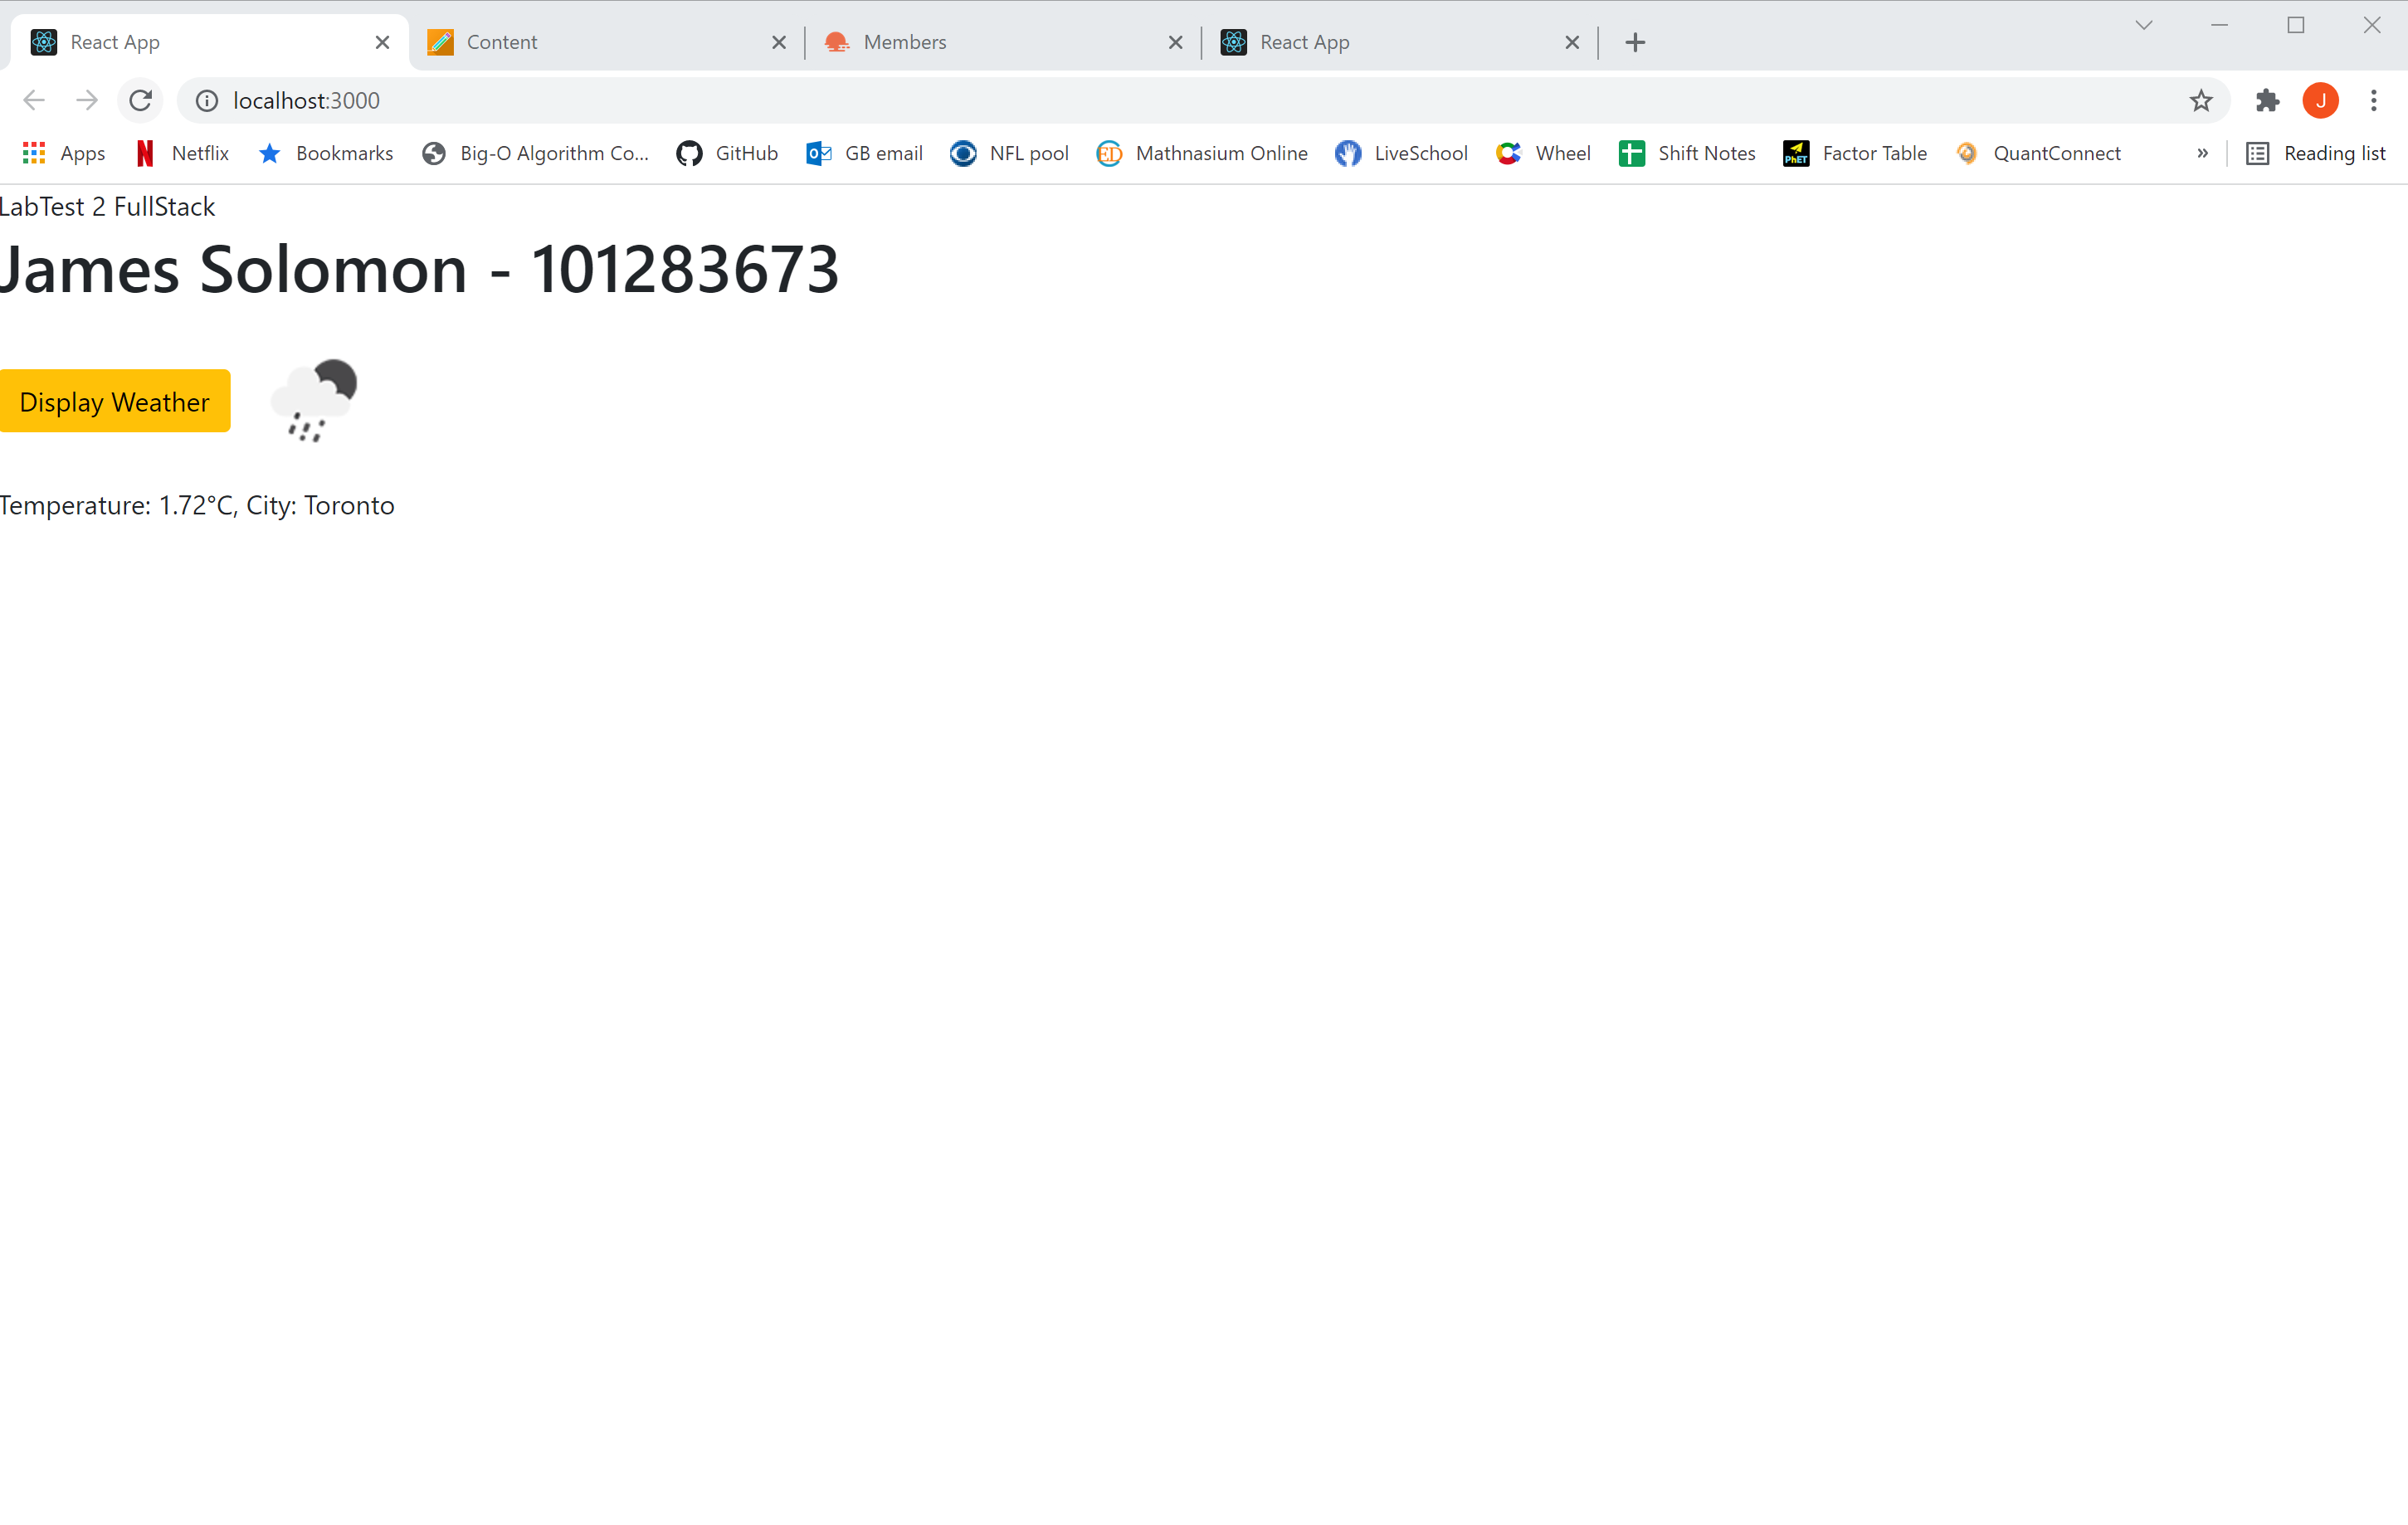 React App
Content
Members
React App
localhost:3000
J
Apps
Netflix
Bookmarks
Big-O Algorithm Co...
GitHub
GB email
NFL pool
Mathnasium Online
LiveSchool
Wheel
Shift Notes
PhET
Factor Table
QuantConnect
»
Reading list
LabTest 2 FullStack
James Solomon - 101283673
Display Weather
Temperature: 1.72°C, City: Toronto